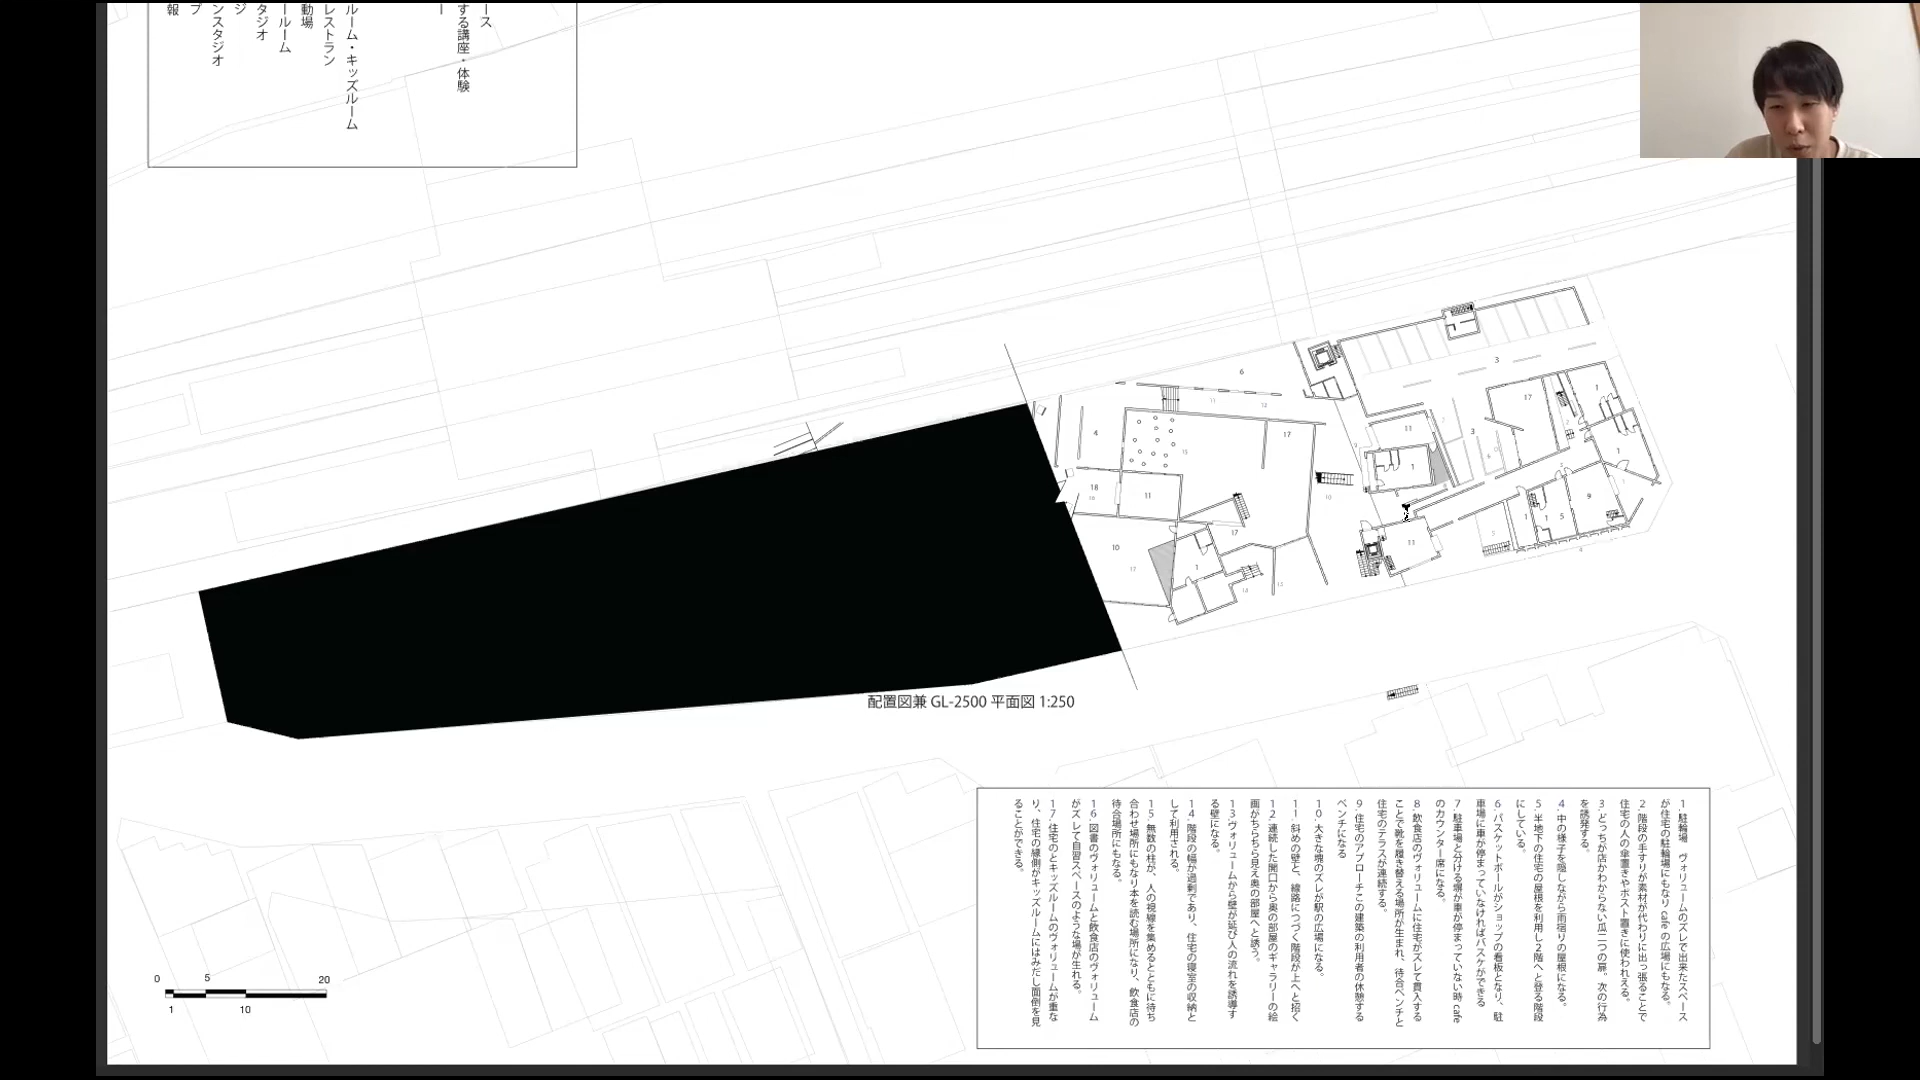 ース
する講座・体験
ー
ルーム・キッズルーム
レストラン
動場
ールーム
タジオ
ジ
ンスタジオ
プ
報
配置図兼 GL-2500 平面図 1:250
1. 駐輪場　ヴォリュームのズレで出来たスペース
が住宅の駐輪場にもなり cafe の広場にもなる。
2. 階段の手すりが素材が代わりに出っ張ることで
住宅の人の傘置きやポスト置きに使われえる。
3. どっちが店かわからない瓜二つの扉。次の行為
を誘発する。
4. 中の様子を隠しながら雨宿りの屋根になる。
5. 半地下の住宅の屋根を利用し２階へと登る階段
にしている。
6. バスケットボールがショップの看板となり、駐
車場に車が停まっていなければバスケができる
7. 駐車場と分ける塀が車が停まっていない時 cafe
のカウンター席になる。
8. 飲食店のヴォリュームに住宅がズレて貫入する
ことで靴を履き替える場所が生まれ、待合ベンチと
住宅のテラスが連続する。
9. 住宅のアプローチこの建築の利用者の休憩する
ベンチになる
10. 大きな塊のズレが駅の広場になる。
11. 斜めの壁と、線路につづく階段が上へと招く
12. 連続した開口から奥の部屋のギャラリーの絵
画がちらちら見え奥の部屋へと誘う。
13. ヴォリュームから壁が延び人の流れを誘導す
る壁になる。
14. 階段の幅が過剰であり、住宅の寝室の収納と
して利用される。
15. 無数の柱が、人の視線を集めるとともに待ち
合わせ場所にもなり本を読む場所になり、飲食店の
待合場所にもなる。
16. 図書のヴォリュームと飲食店のヴォリューム
がズレて自習スペースのような場が生れる。
17. 住宅のとキッズルームのヴォリュームが重な
り、住宅の縁側がキッズルームにはみだし面倒を見
ることができる。
0 5 20
1 10